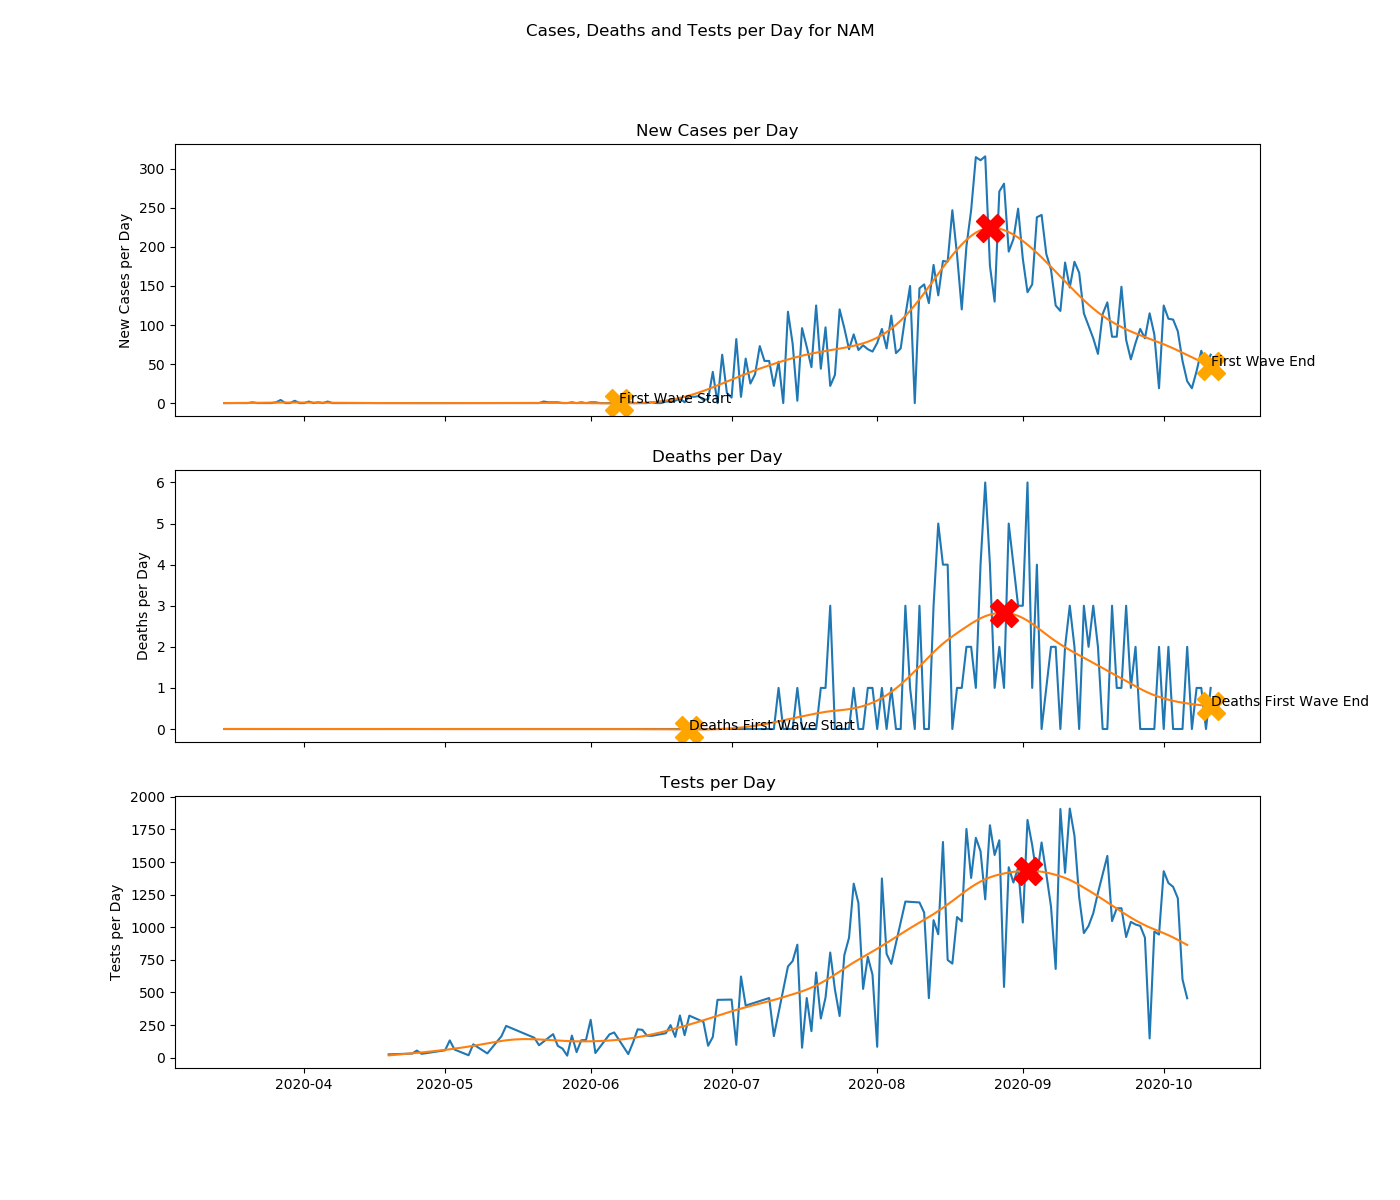 Cases, Deaths and Tests per Day for NAM
New Cases per Day
New Cases per Day
300
250
200
150
100
50
0
First Wave Start
First Wave End
Deaths per Day
Deaths per Day
6
5
4
3
2
1
0
Deaths First Wave Start
Deaths First Wave End
Tests per Day
Tests per Day
2000
1750
1500
1250
1000
750
500
250
0
2020-04 2020-05 2020-06 2020-07 2020-08 2020-09 2020-10